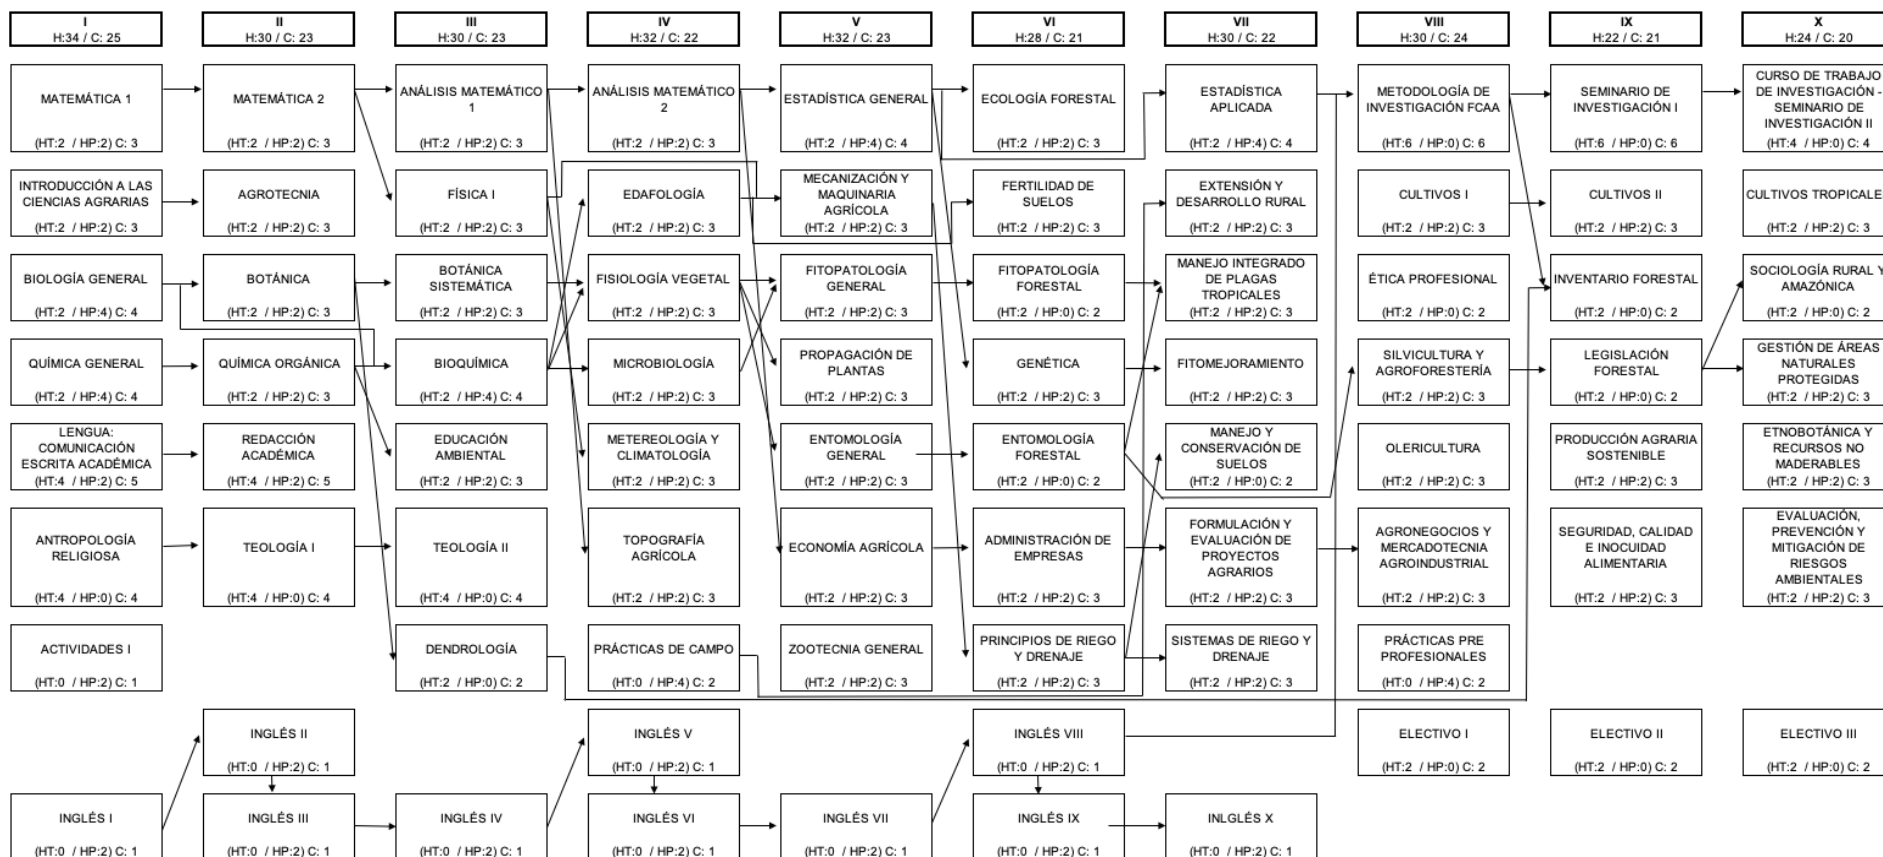 I
H:34 / C: 25
II
H:30 / C: 23
III
H:30 / C: 23
IV
H:32 / C: 22
V
H:32 / C: 23
VI
H:28 / C: 21
VII
H:30 / C: 22
VIII
H:30 / C: 24
IX
H:22 / C: 21
X
H:24 / C: 20
MATEMÁTICA 1
(HT:2 / HP:2) C: 3
MATEMÁTICA 2
(HT:2 / HP:2) C: 3
ANÁLISIS MATEMÁTICO
1
(HT:2 / HP:2) C: 3
ANÁLISIS MATEMÁTICO
2
(HT:2 / HP:2) C: 3
ESTADÍSTICA GENERAL
(HT:2 / HP:4) C: 4
ECOLOGÍA FORESTAL
(HT:2 / HP:2) C: 3
ESTADÍSTICA
APLICADA
(HT:2 / HP:4) C: 4
METODOLOGÍA DE
INVESTIGACIÓN FCAA
(HT:6 / HP:0) C: 6
SEMINARIO DE
INVESTIGACIÓN I
(HT:6 / HP:0) C: 6
CURSO DE TRABAJO
DE INVESTIGACIÓN -
SEMINARIO DE
INVESTIGACIÓN II
(HT:4 / HP:0) C: 4
INTRODUCCIÓN A LAS
CIENCIAS AGRARIAS
(HT:2 / HP:2) C: 3
AGROTECNIA
(HT:2 / HP:2) C: 3
FÍSICA I
(HT:2 / HP:2) C: 3
EDAFOLOGÍA
(HT:2 / HP:2) C: 3
MECANIZACIÓN Y
MAQUINARIA
AGRÍCOLA
(HT:2 / HP:2) C: 3
FERTILIDAD DE
SUELOS
(HT:2 / HP:2) C: 3
EXTENSIÓN Y
DESARROLLO RURAL
(HT:2 / HP:2) C: 3
CULTIVOS I
(HT:2 / HP:2) C: 3
CULTIVOS II
(HT:2 / HP:2) C: 3
CULTIVOS TROPICALE
(HT:2 / HP:2) C: 3
BIOLOGÍA GENERAL
(HT:2 / HP:4) C: 4
BOTÁNICA
(HT:2 / HP:2) C: 3
BOTÁNICA
SISTEMÁTICA
(HT:2 / HP:2) C: 3
FISIOLOGÍA VEGETAL
(HT:2 / HP:2) C: 3
FITOPATOLOGÍA
GENERAL
(HT:2 / HP:2) C: 3
FITOPATOLOGÍA
FORESTAL
(HT:2 / HP:0) C: 2
MANEJO INTEGRADO
DE PLAGAS
TROPICALES
(HT:2 / HP:2) C: 3
ÉTICA PROFESIONAL
(HT:2 / HP:0) C: 2
INVENTARIO FORESTAL
(HT:2 / HP:0) C: 2
SOCIOLOGÍA RURAL Y
AMAZÓNICA
(HT:2 / HP:0) C: 2
QUÍMICA GENERAL
(HT:2 / HP:4) C: 4
QUÍMICA ORGÁNICA
(HT:2 / HP:2) C: 3
BIOQUÍMICA
(HT:2 / HP:4) C: 4
MICROBIOLOGÍA
(HT:2 / HP:2) C: 3
PROPAGACIÓN DE
PLANTAS
(HT:2 / HP:2) C: 3
GENÉTICA
(HT:2 / HP:2) C: 3
FITOMEJORAMIENTO
(HT:2 / HP:2) C: 3
SILVICULTURA Y
AGROFORESTERÍA
(HT:2 / HP:2) C: 3
LEGISLACIÓN
FORESTAL
(HT:2 / HP:0) C: 2
GESTIÓN DE ÁREAS
NATURALES
PROTEGIDAS
(HT:2 / HP:2) C: 3
LENGUA:
COMUNICACIÓN
ESCRITA ACADÉMICA
(HT:4 / HP:2) C: 5
REDACCIÓN
ACADÉMICA
(HT:4 / HP:2) C: 5
EDUCACIÓN
AMBIENTAL
(HT:2 / HP:2) C: 3
METEREOLOGÍA Y
CLIMATOLOGÍA
(HT:2 / HP:2) C: 3
ENTOMOLOGÍA
GENERAL
(HT:2 / HP:2) C: 3
ENTOMOLOGÍA
FORESTAL
(HT:2 / HP:0) C: 2
MANEJO Y
CONSERVACIÓN DE
SUELOS
(HT:2 / HP:0) C: 2
OLERICULTURA
(HT:2 / HP:2) C: 3
PRODUCCIÓN AGRARIA
SOSTENIBLE
(HT:2 / HP:2) C: 3
ETNOBOTÁNICA Y
RECURSOS NO
MADERABLES
(HT:2 / HP:2) C: 3
ANTROPOLOGÍA
RELIGIOSA
(HT:4 / HP:0) C: 4
TEOLOGÍA I
(HT:4 / HP:0) C: 4
TEOLOGÍA II
(HT:4 / HP:0) C: 4
TOPOGRAFÍA
AGRÍCOLA
(HT:2 / HP:2) C: 3
ECONOMÍA AGRÍCOLA
(HT:2 / HP:2) C: 3
ADMINISTRACIÓN DE
EMPRESAS
(HT:2 / HP:2) C: 3
FORMULACIÓN Y
EVALUACIÓN DE
PROYECTOS
AGRARIOS
(HT:2 / HP:2) C: 3
AGRONEGOCIOS Y
MERCADOTECNIA
AGROINDUSTRIAL
(HT:2 / HP:2) C: 3
SEGURIDAD, CALIDAD
E INOCUIDAD
ALIMENTARIA
(HT:2 / HP:2) C: 3
EVALUACIÓN,
PREVENCIÓN Y
MITIGACIÓN DE
RIESGOS
AMBIENTALES
(HT:2 / HP:2) C: 3
ACTIVIDADES I
(HT:0 / HP:2) C: 1
DENDROLOGÍA
(HT:2 / HP:0) C: 2
PRÁCTICAS DE CAMPO
(HT:0 / HP:4) C: 2
ZOOTECNIA GENERAL
(HT:2 / HP:2) C: 3
PRINCIPIOS DE RIEGO
Y DRENAJE
(HT:2 / HP:2) C: 3
SISTEMAS DE RIEGO Y
DRENAJE
(HT:2 / HP:2) C: 3
PRÁCTICAS PRE
PROFESIONALES
(HT:0 / HP:4) C: 2
INGLÉS II
(HT:0 / HP:2) C: 1
INGLÉS V
(HT:0 / HP:2) C: 1
INGLÉS VIII
(HT:0 / HP:2) C: 1
ELECTIVO I
(HT:2 / HP:0) C: 2
ELECTIVO II
(HT:2 / HP:0) C: 2
ELECTIVO III
(HT:2 / HP:0) C: 2
INGLÉS I
(HT:0 / HP:2) C: 1
INGLÉS III
(HT:0 / HP:2) C: 1
INGLÉS IV
(HT:0 / HP:2) C: 1
INGLÉS VI
(HT:0 / HP:2) C: 1
INGLÉS VII
(HT:0 / HP:2) C: 1
INGLÉS IX
(HT:0 / HP:2) C: 1
INLGLÉS X
(HT:0 / HP:2) C: 1